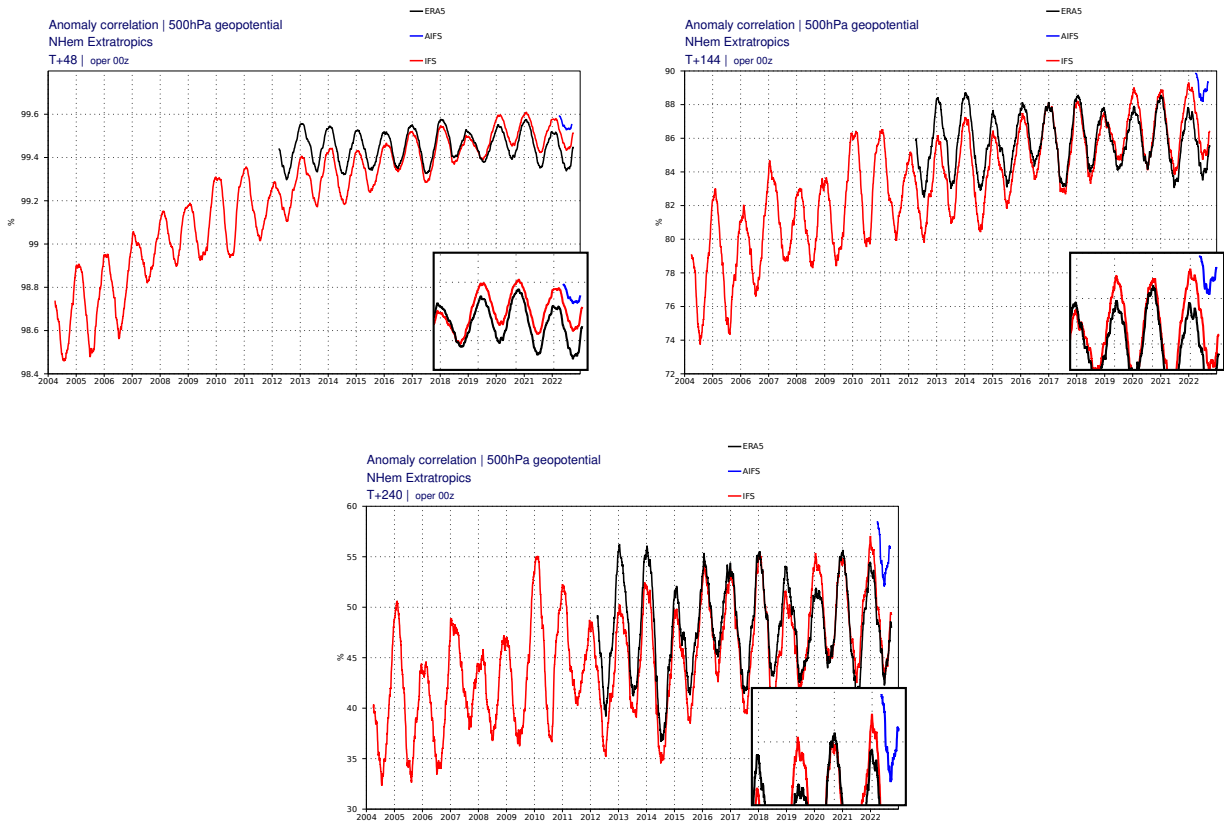 Anomaly correlation | 500hPa geopotential
NHem Extratropics
T+48 | oper 00z
ERA5
AIFS
IFS
99.6
99.4
99.2
99
98.8
98.6
98.4
%
2004 2005 2006 2007 2008 2009 2010 2011 2012 2013 2014 2015 2016 2017 2018 2019 2020 2021 2022
Anomaly correlation | 500hPa geopotential
NHem Extratropics
T+144 | oper 00z
ERA5
AIFS
IFS
90
88
86
84
82
80
78
76
74
72
%
2004 2005 2006 2007 2008 2009 2010 2011 2012 2013 2014 2015 2016 2017 2018 2019 2020 2021 2022
Anomaly correlation | 500hPa geopotential
NHem Extratropics
T+240 | oper 00z
ERA5
AIFS
IFS
60
55
50
45
40
35
30
%
2004 2005 2006 2007 2008 2009 2010 2011 2012 2013 2014 2015 2016 2017 2018 2019 2020 2021 2022